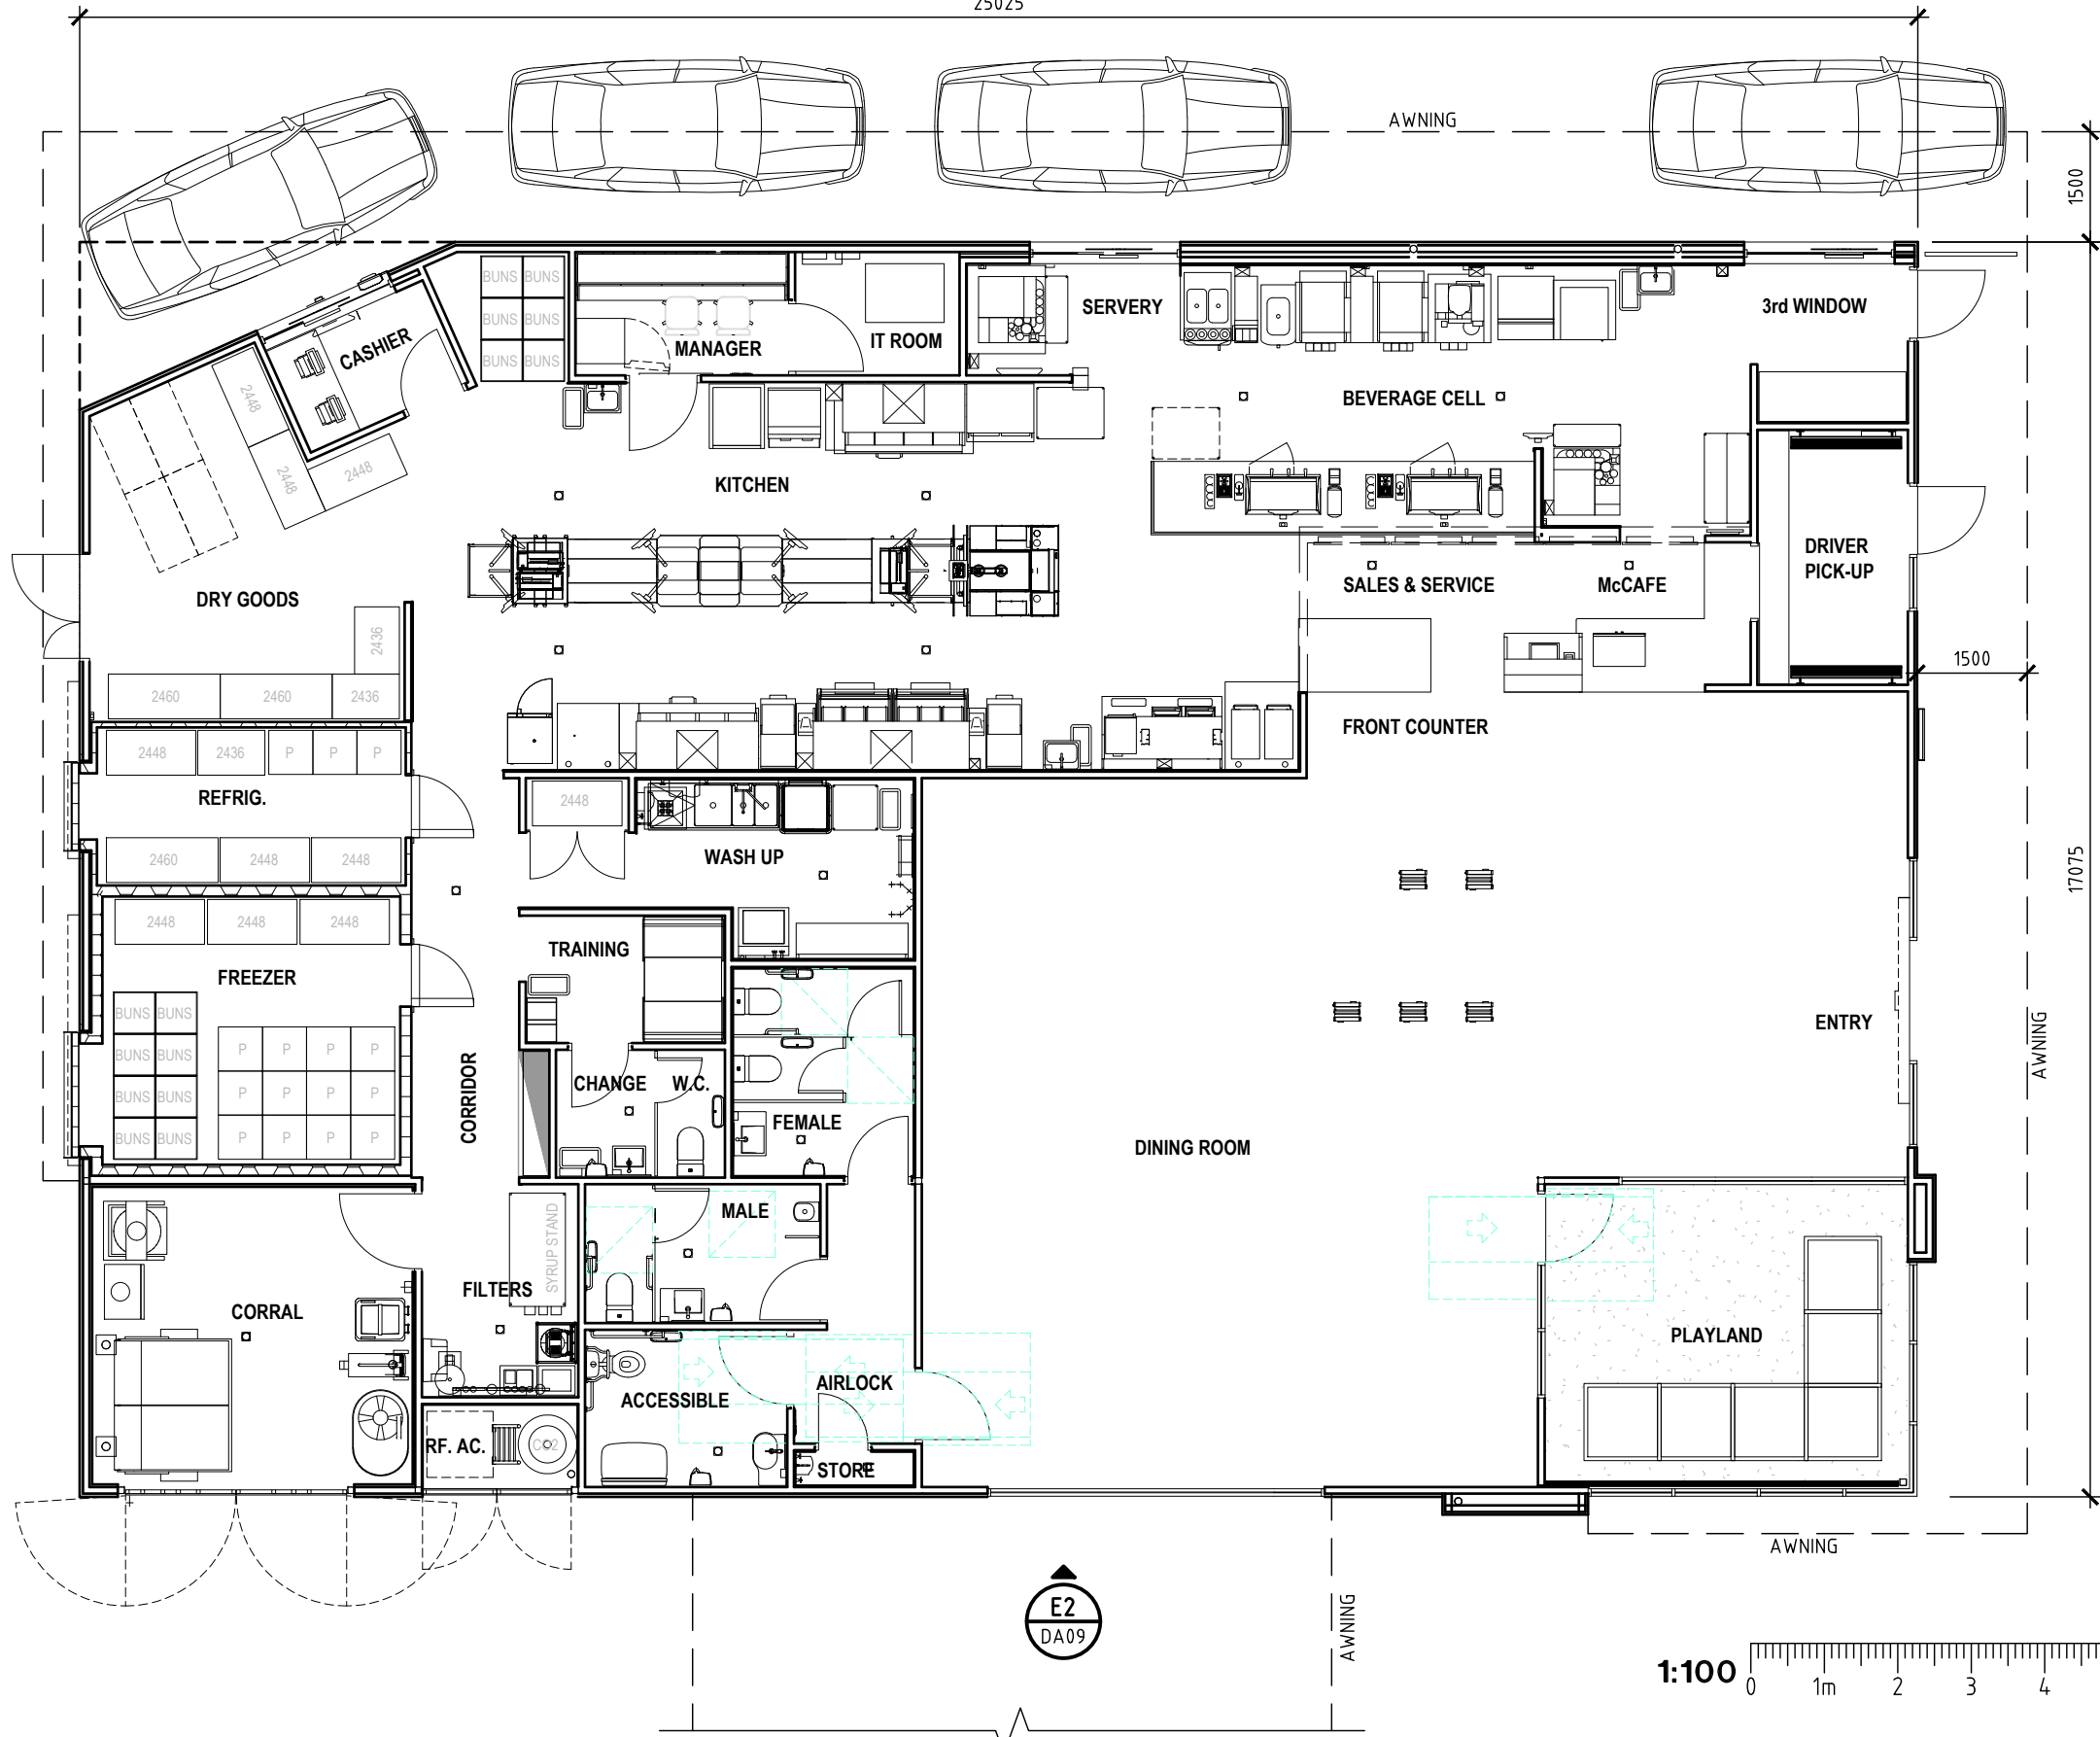 25025
AWNING
1500
BUNS BUNS
BUNS BUNS
BUNS BUNS
CASHIER
MANAGER
IT ROOM
SERVERY
3rd WINDOW
2448
2448
2448
BEVERAGE CELL
KITCHEN
DRY GOODS
SALES & SERVICE
McCAFE
DRIVER
PICK-UP
2436
2460
2460
2436
1500
FRONT COUNTER
2448
2436
P
P
P
REFRIG.
2448
2460
2448
2448
WASH UP
17075
2448
2448
2448
TRAINING
FREEZER
BUNS BUNS
BUNS BUNS
BUNS BUNS
BUNS BUNS
P P P P
P P P P
P P P P
CORRIDOR
CHANGE
W.C.
FEMALE
ENTRY
AWNING
DINING ROOM
MALE
SYRUP STAND
FILTERS
CORRAL
PLAYLAND
ACCESSIBLE
AIRLOCK
RF. AC.
CO2
STORE
AWNING
E2
DA09
AWNING
1:100
0 1m 2 3 4